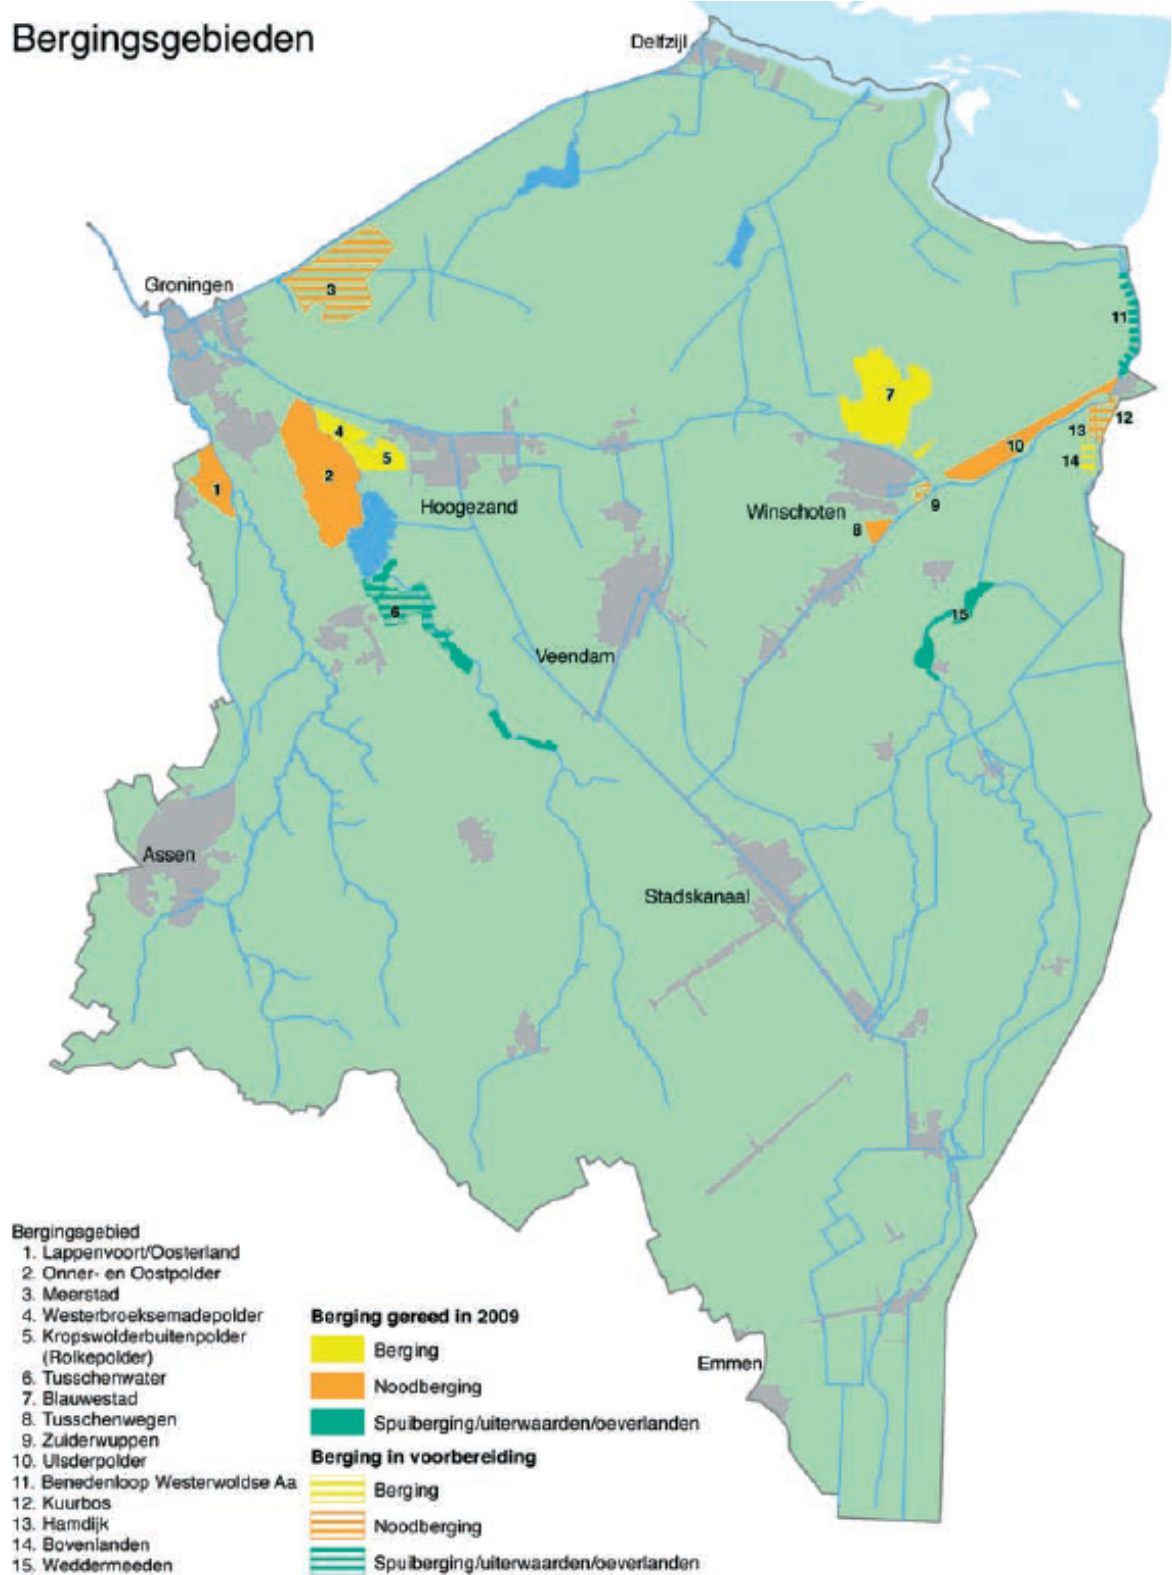 Bergingsgebieden
Delfzijl
Groningen
3
11
7
12
13
4
5
10
14
2
1
Hoogezand
9
Winschoten
8
6
15
Veendam
Assen
Stadskanaal
Emmen
Bergingsgebied
1. Lappenvoort/Oosterland
2. Onner- en Oostpolder
3. Meerstad
4. Westerbroeksemadepolder
5. Kropswolderbuitenpolder
(Rolkepolder)
6. Tusschenwater
7. Blauwestad
8. Tusschenwegen
9. Zuiderwuppen
10. Ulsderpolder
11. Benedenloop Westerwoldse Aa
12. Kuurbos
13. Hamdijk
14. Bovenlanden
15. Weddermeeden
Berging gereed in 2009
Berging
Noodberging
Spuiberging/uiterwaarden/oeverlanden
Berging in voorbereiding
Berging
Noodberging
Spuiberging/uiterwaarden/oeverlanden